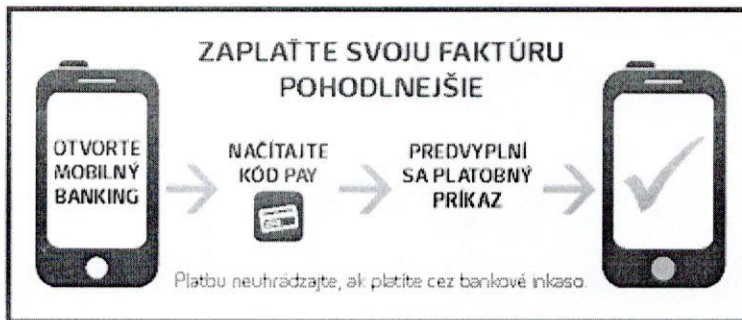 ZAPLAŤTE SVOJU FAKTÚRU
POHODLNEJŠIE
OTVORTE
MOBILNÝ
BANKING
NAČÍTAJTE
KÓD PAY
PREDVYPLNÍ
SA PLATOBNÝ
PRÍKAZ
Platbu neuhrádzajte, ak platíte cez bankové inkaso.